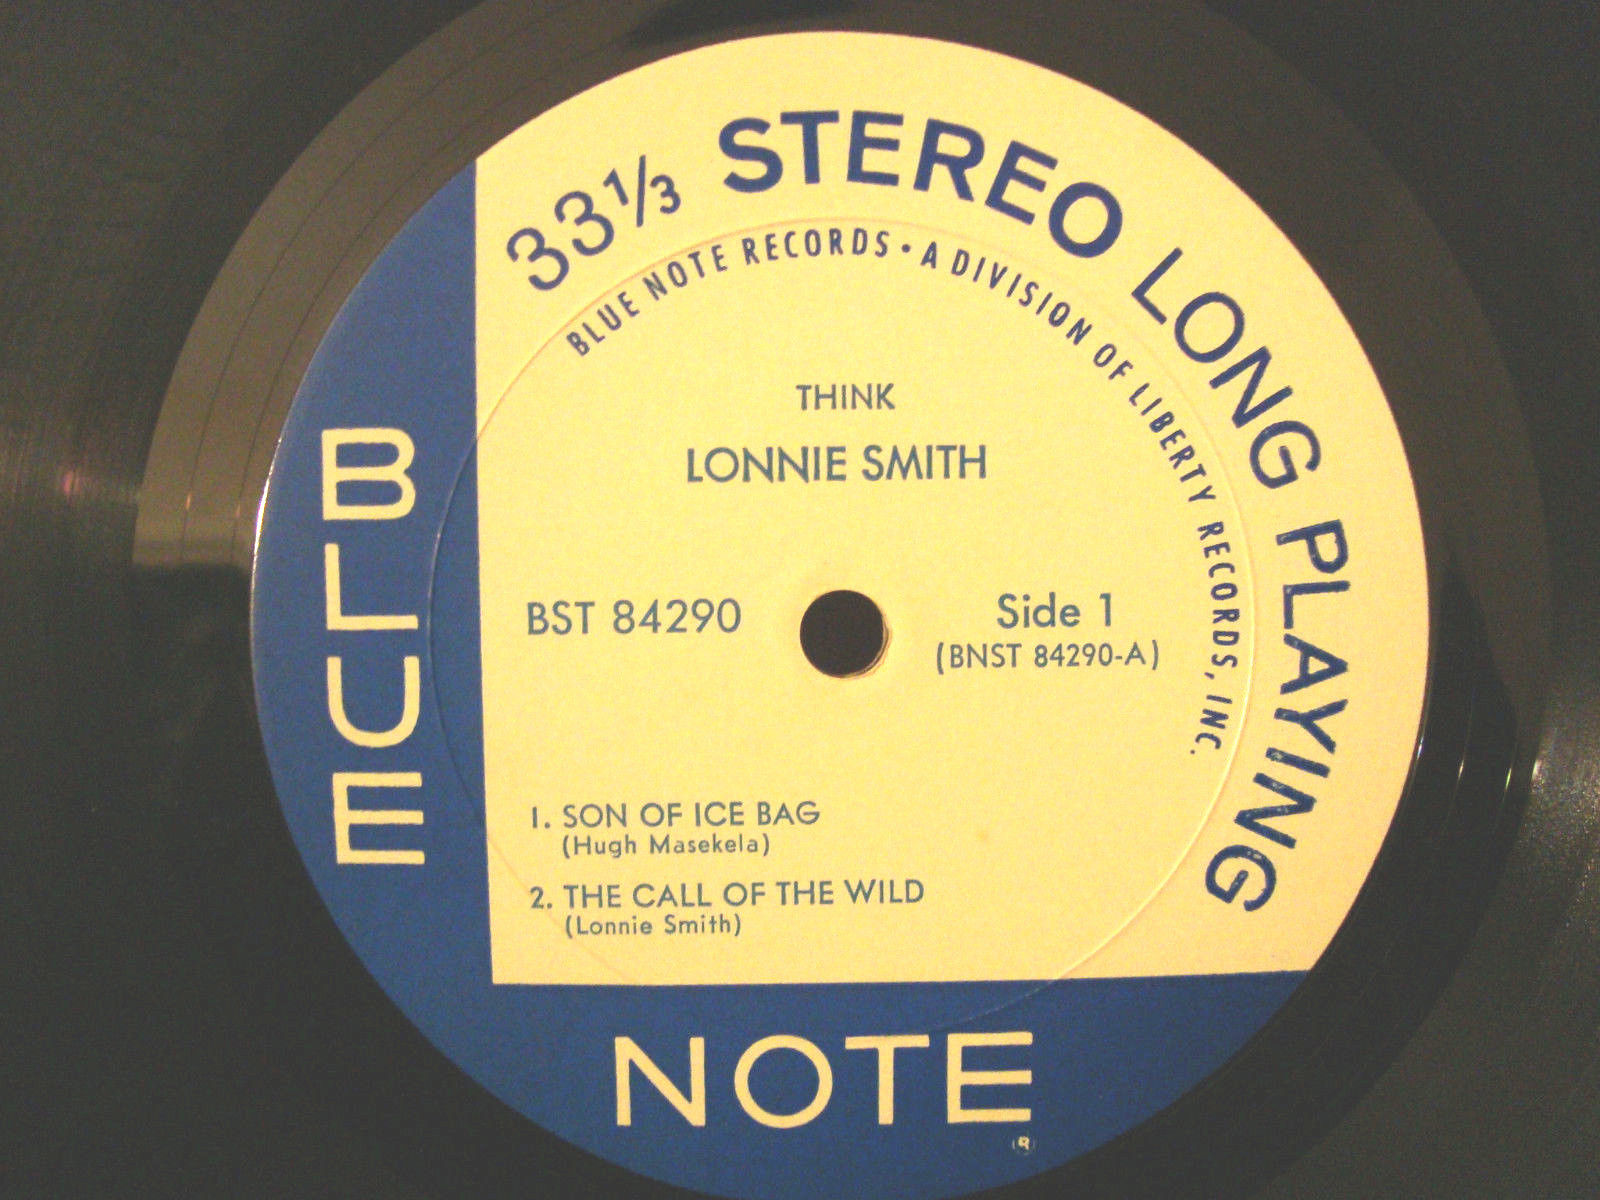 33 1/3 STEREO LONG PLAYING
BLUE NOTE RECORDS • A DIVISION OF LIBERTY RECORDS, INC.
THINK
LONNIE SMITH
BST 84290
Side 1
(BNST 84290-A)
1. SON OF ICE BAG
(Hugh Masekela)
2. THE CALL OF THE WILD
(Lonnie Smith)
BLUE
NOTE
®